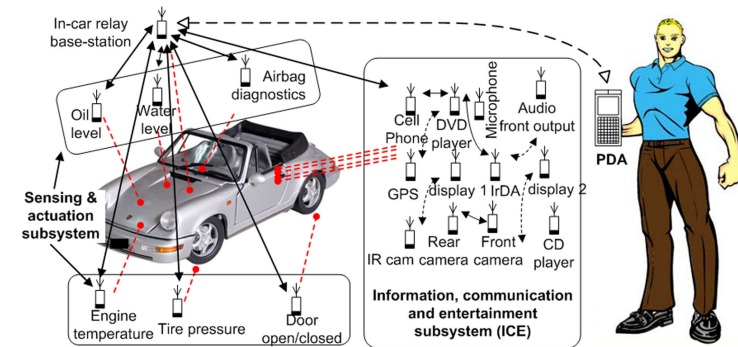 In-car relay
base-station
Airbag
diagnostics
Oil
level
Water
level
Sensing &
actuation
subsystem
Engine
temperature
Tire pressure
Door
open/closed
Cell
Phone
DVD
player
Microphone
Audio
front output
GPS
display 1
IrDA
display 2
IR cam
Rear
camera
Front
camera
CD
player
Information, communication
and entertainment
subsystem (ICE)
PDA